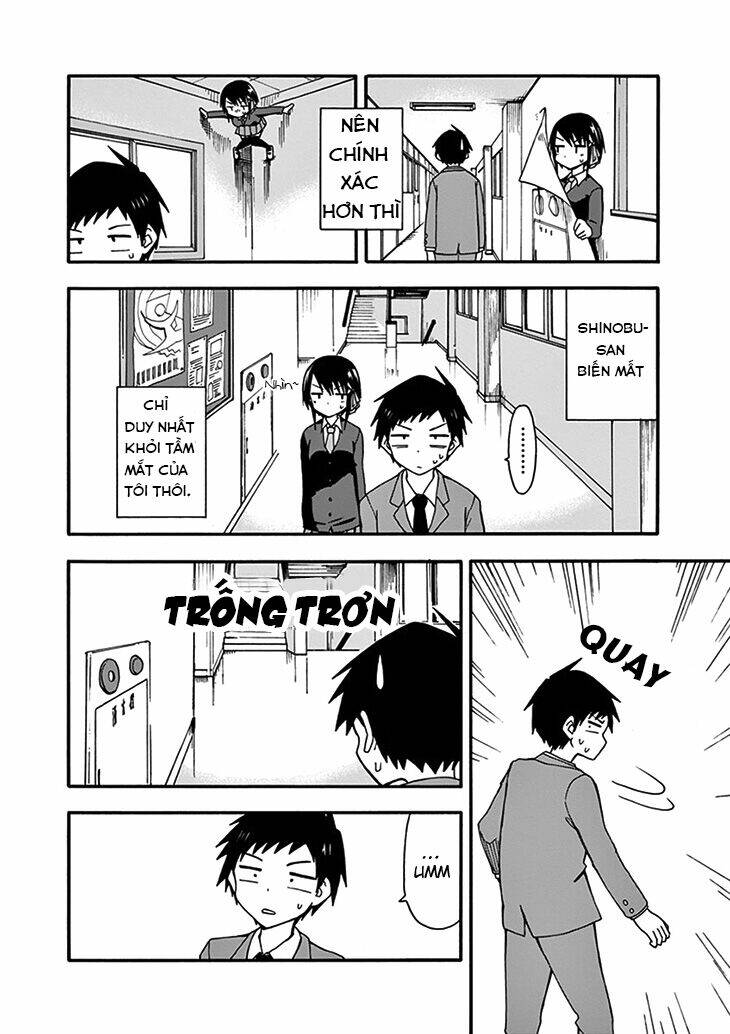 NÊN
CHÍNH
XÁC
HƠN THÌ
SHINOBU-
SAN
BIẾN MẤT
Nhìn~
CHỈ
DUY NHẤT
KHỎI TẦM
MẮT CỦA
TÔI THÔI.
QUAY
TRỐNG TRƠN
...
UMM